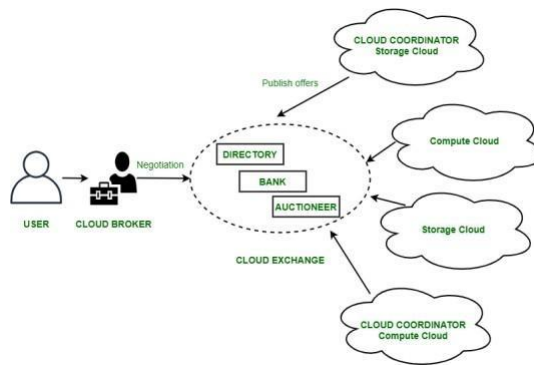 CLOUD COORDINATOR
Storage Cloud
Publish offers
Compute Cloud
DIRECTORY
Negotiation
BANK
AUCTIONEER
Storage Cloud
USER
CLOUD BROKER
CLOUD EXCHANGE
CLOUD COORDINATOR
Compute Cloud